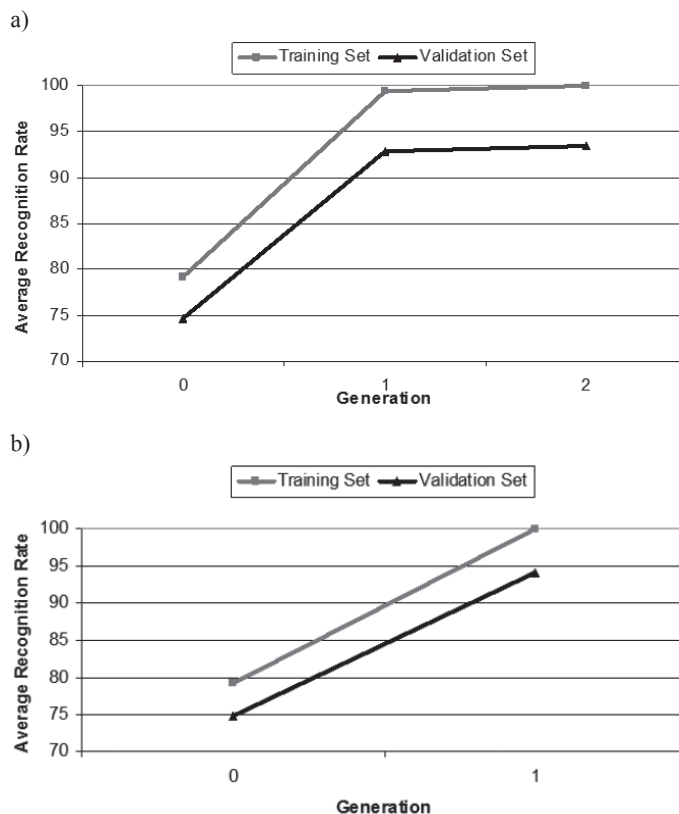 a)
Training Set Validation Set
Average Recognition Rate
100
95
90
85
80
75
70
0 1 2
Generation
b)
Training Set Validation Set
Average Recognition Rate
100
95
90
85
80
75
70
0 1
Generation